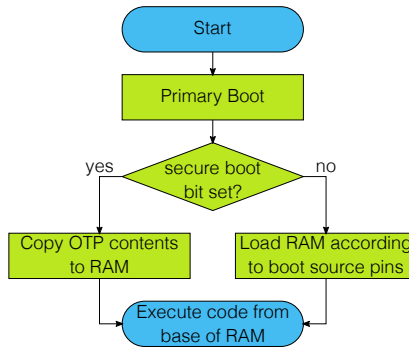 Start
Primary Boot
yes
secure boot
no
bit set?
Copy OTP contents
to RAM
Load RAM according
to boot source pins
Execute code from
base of RAM